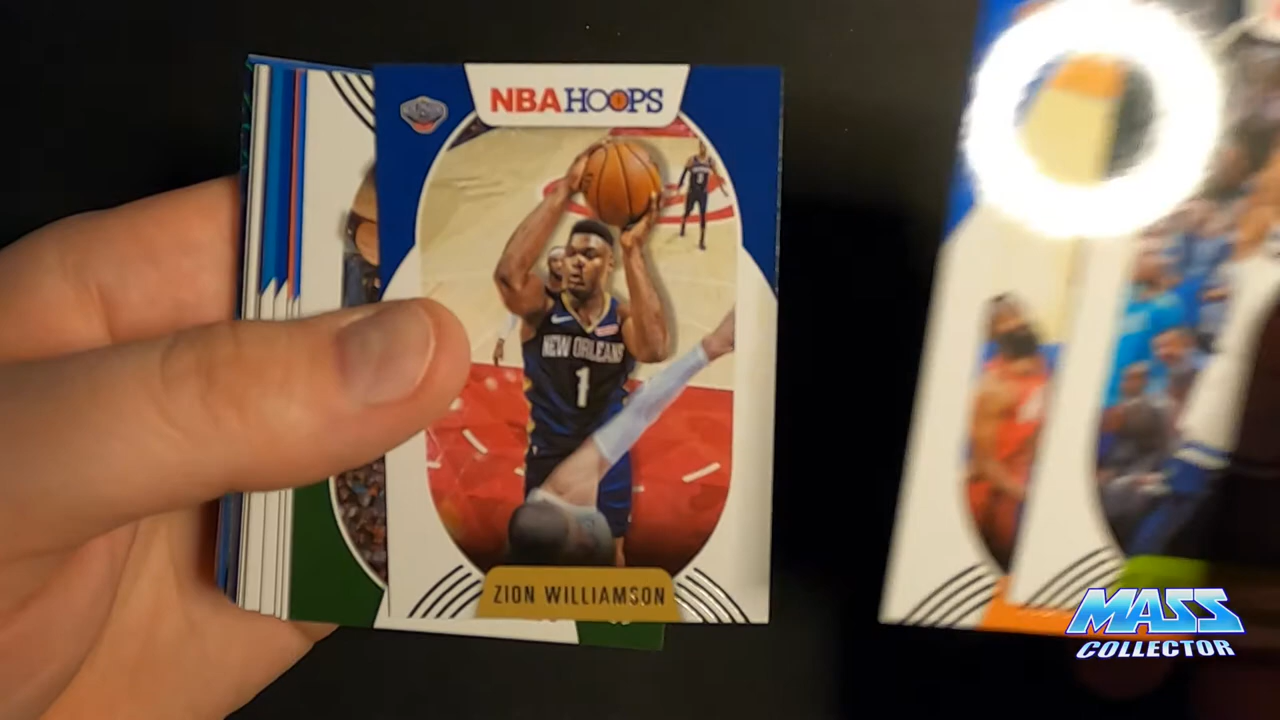 NBA HOOPS
NEW ORLEANS
1
ZION WILLIAMSON
MASS
COLLECTOR